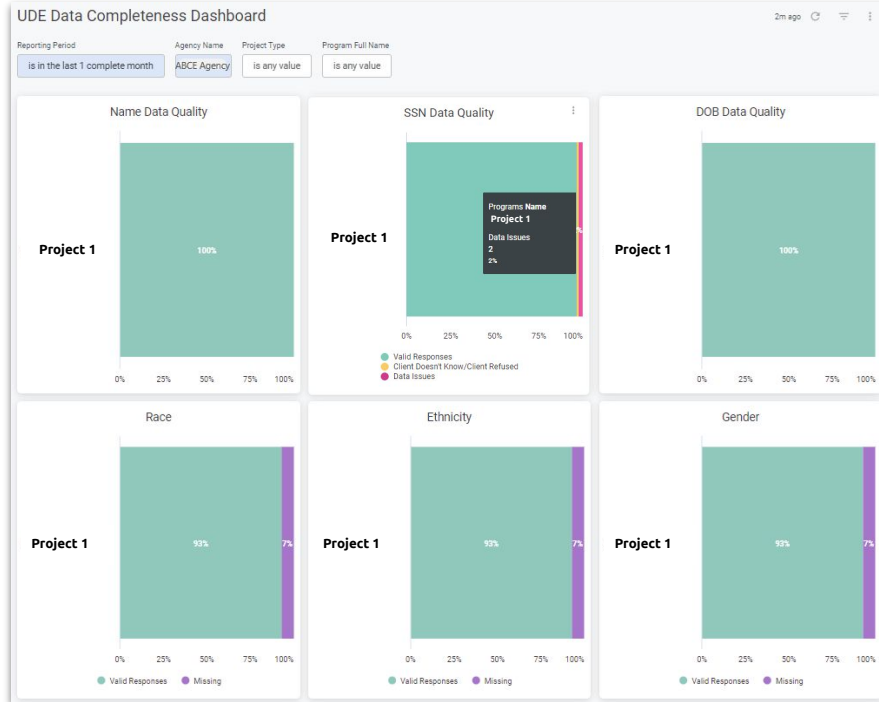 UDE Data Completeness Dashboard
2m ago
Reporting Period Agency Name Project Type Program Full Name
is in the last 1 complete month ABCE Agency is any value is any value
Name Data Quality
Project 1
100%
0% 25% 50% 75% 100%
SSN Data Quality
Project 1
Programs Name
Project 1
Data Issues
2
2%
%
0% 25% 50% 75% 100%
Valid Responses
Client Doesn't Know/Client Refused
Data Issues
DOB Data Quality
Project 1
100%
0% 25% 50% 75% 100%
Race
Project 1
93% 7%
0% 25% 50% 75% 100%
Valid Responses Missing
Ethnicity
Project 1
93% 7%
0% 25% 50% 75% 100%
Valid Responses Missing
Gender
Project 1
93% 7%
0% 25% 50% 75% 100%
Valid Responses Missing